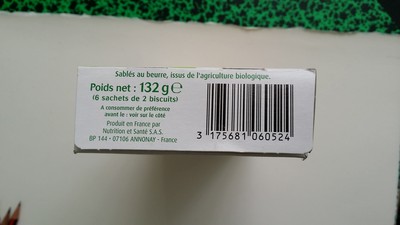 Sablés au beurre, issus de l'agriculture biologique.
Poids net : 132 g ℮
(6 sachets de 2 biscuits)
A consommer de préférence
avant le : voir sur le côté
Produit en France par
Nutrition et Santé S.A.S.
BP 144 - 07106 ANNONAY - France
3 175681 060524